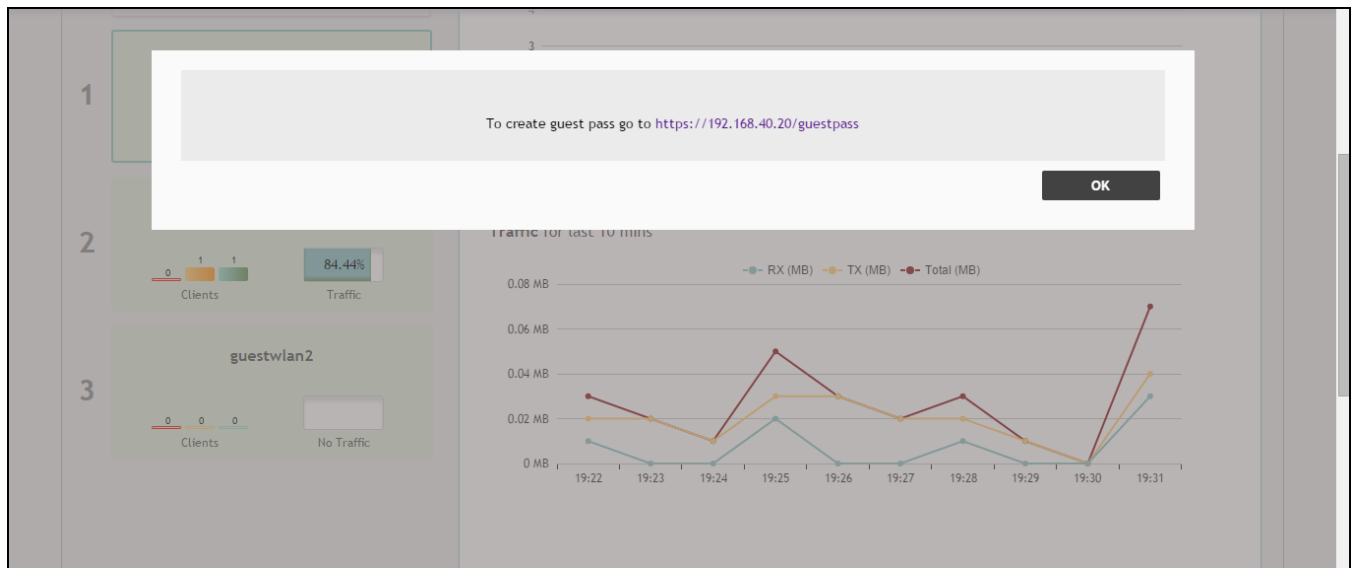 4
3
1
To create guest pass go to https://192.168.40.20/guestpass
OK
Traffic for last 10 mins
2
0 1 1
84.44%
Clients
Traffic
RX (MB) TX (MB) Total (MB)
0.08 MB
0.06 MB
0.04 MB
0.02 MB
0 MB
19:22 19:23 19:24 19:25 19:26 19:27 19:28 19:29 19:30 19:31
guestwlan2
3
0 0 0
Clients
No Traffic